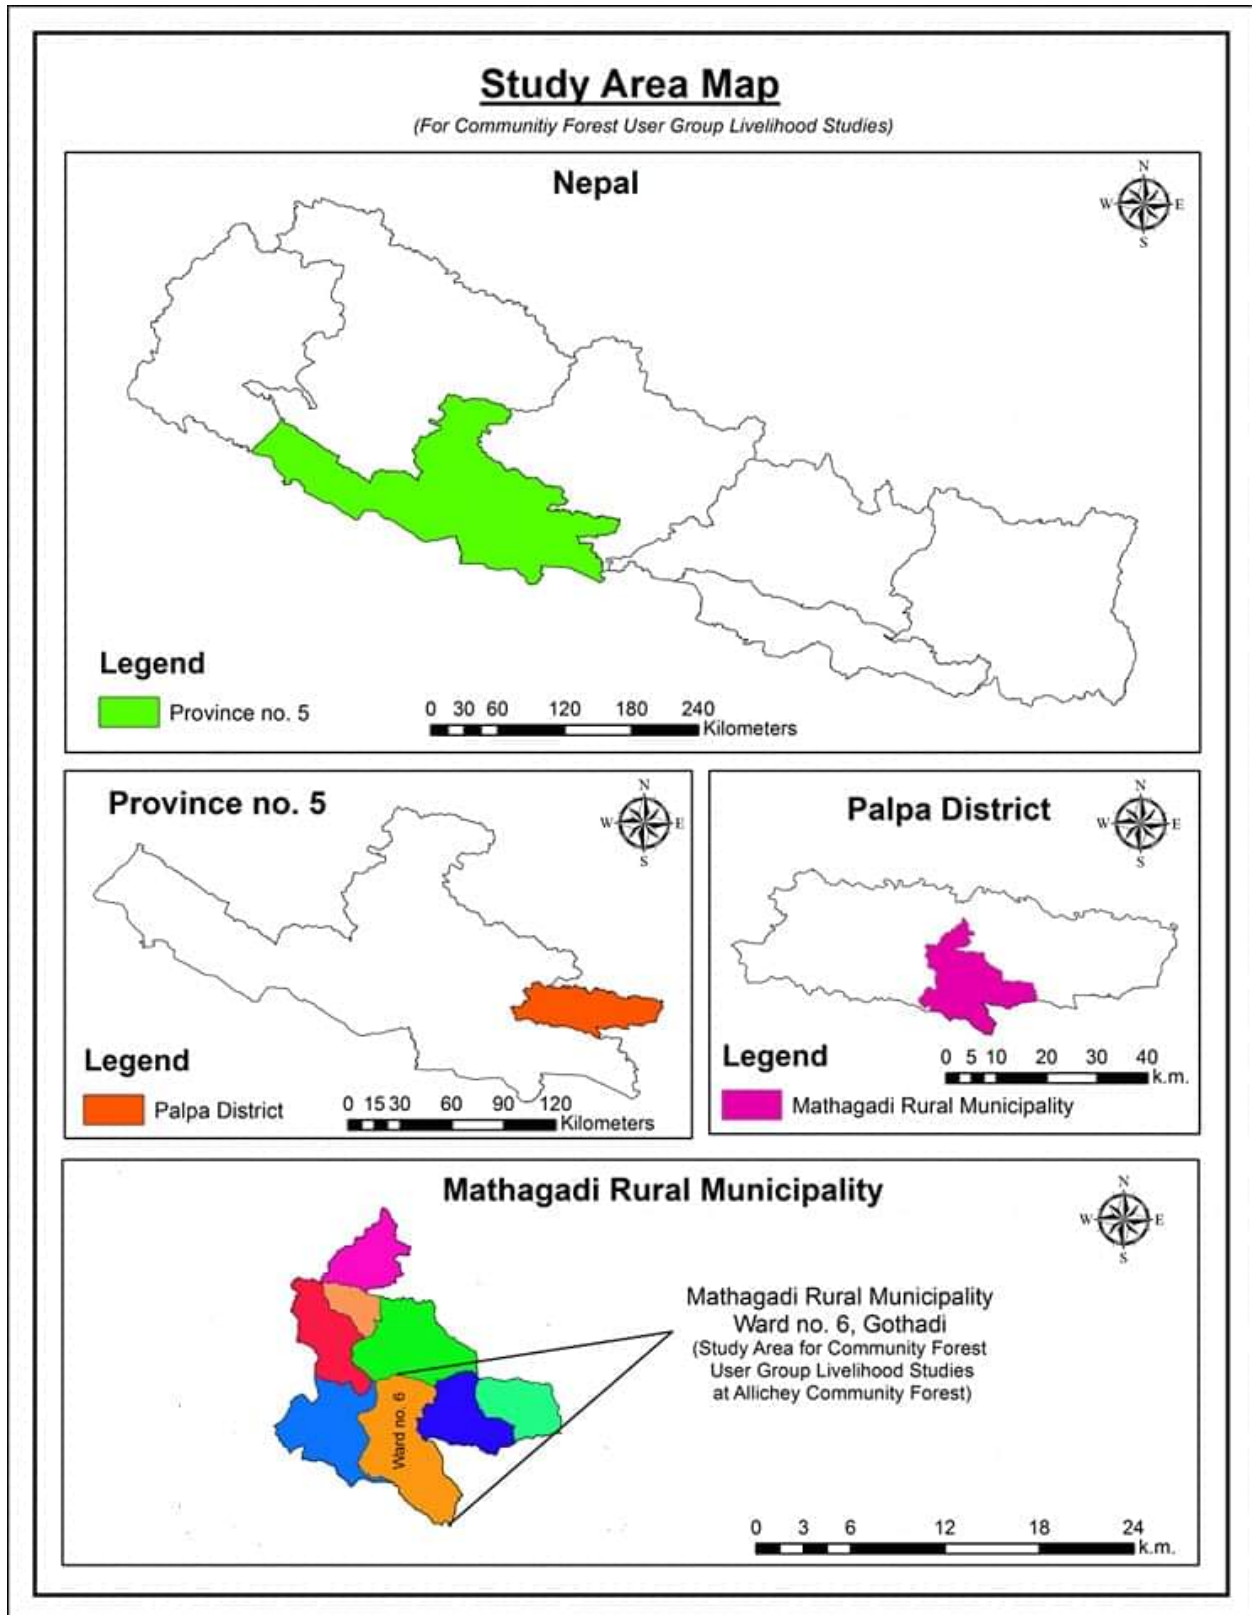 Study Area Map
(For Communitiy Forest User Group Livelihood Studies)
Nepal
N
W E
S
Legend
Province no. 5
0 30 60 120 180 240
Kilometers
Province no. 5
N
W E
S
Legend
Palpa District
0 15 30 60 90 120
Kilometers
Palpa District
N
W E
S
Legend
0 5 10 20 30 40
k.m.
Mathagadi Rural Municipality
Mathagadi Rural Municipality
N
W E
S
Mathagadi Rural Municipality
Ward no. 6, Gothadi
(Study Area for Community Forest
User Group Livelihood Studies
at Allichey Community Forest)
Ward no. 6
0 3 6 12 18 24
k.m.